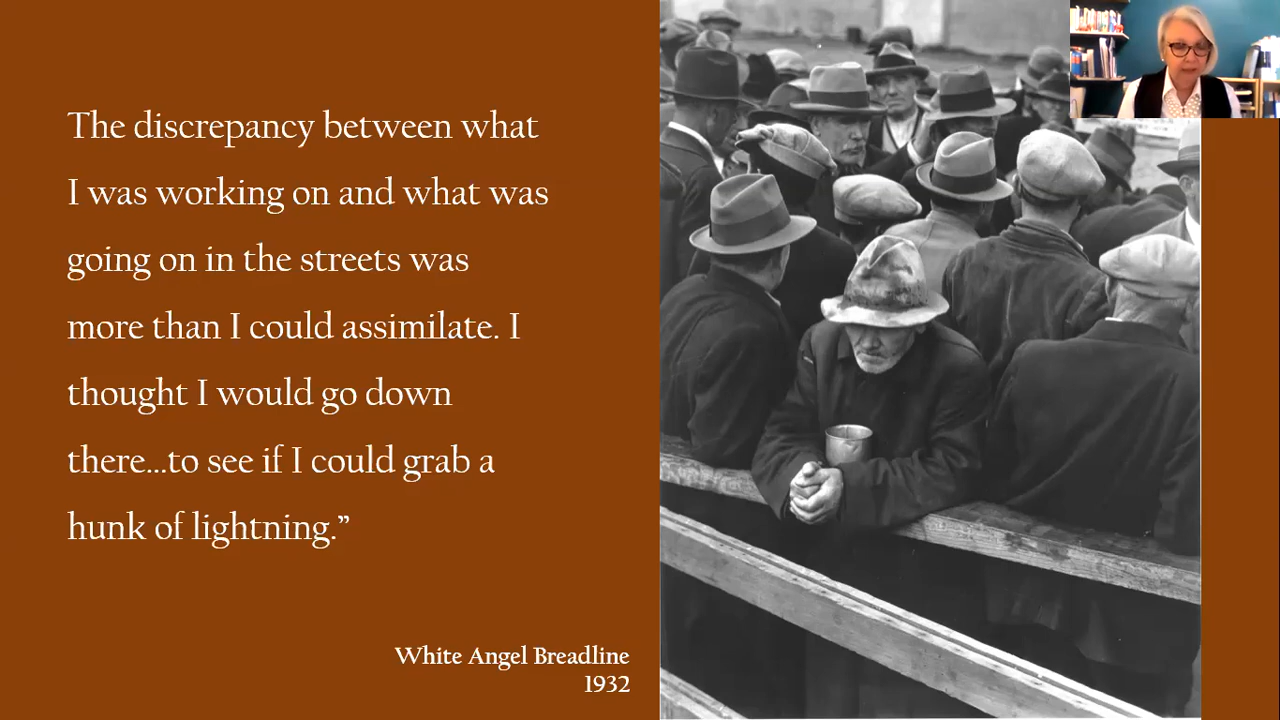 The discrepancy between what
I was working on and what was
going on in the streets was
more than I could assimilate. I
thought I would go down
there...to see if I could grab a
hunk of lightning.”
White Angel Breadline
1932